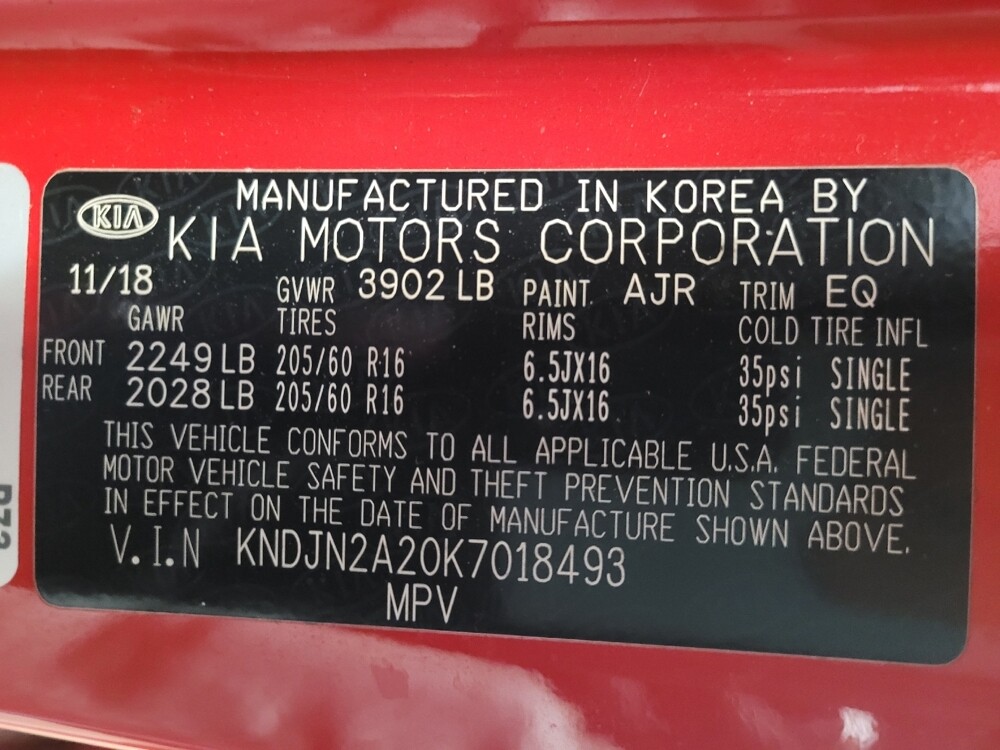 KIA MANUFACTURED IN KOREA BY
KIA MOTORS CORPORATION
11/18 GVWR 3902 LB PAINT AJR TRIM EQ
GAWR TIRES RIMS COLD TIRE INFL
FRONT 2249 LB 205/60 R16 6.5JX16 35psi SINGLE
REAR 2028 LB 205/60 R16 6.5JX16 35psi SINGLE
THIS VEHICLE CONFORMS TO ALL APPLICABLE U.S.A. FEDERAL
MOTOR VEHICLE SAFETY AND THEFT PREVENTION STANDARDS
IN EFFECT ON THE DATE OF MANUFACTURE SHOWN ABOVE.
V.I.N KNDJN2A20K7018493
MPV